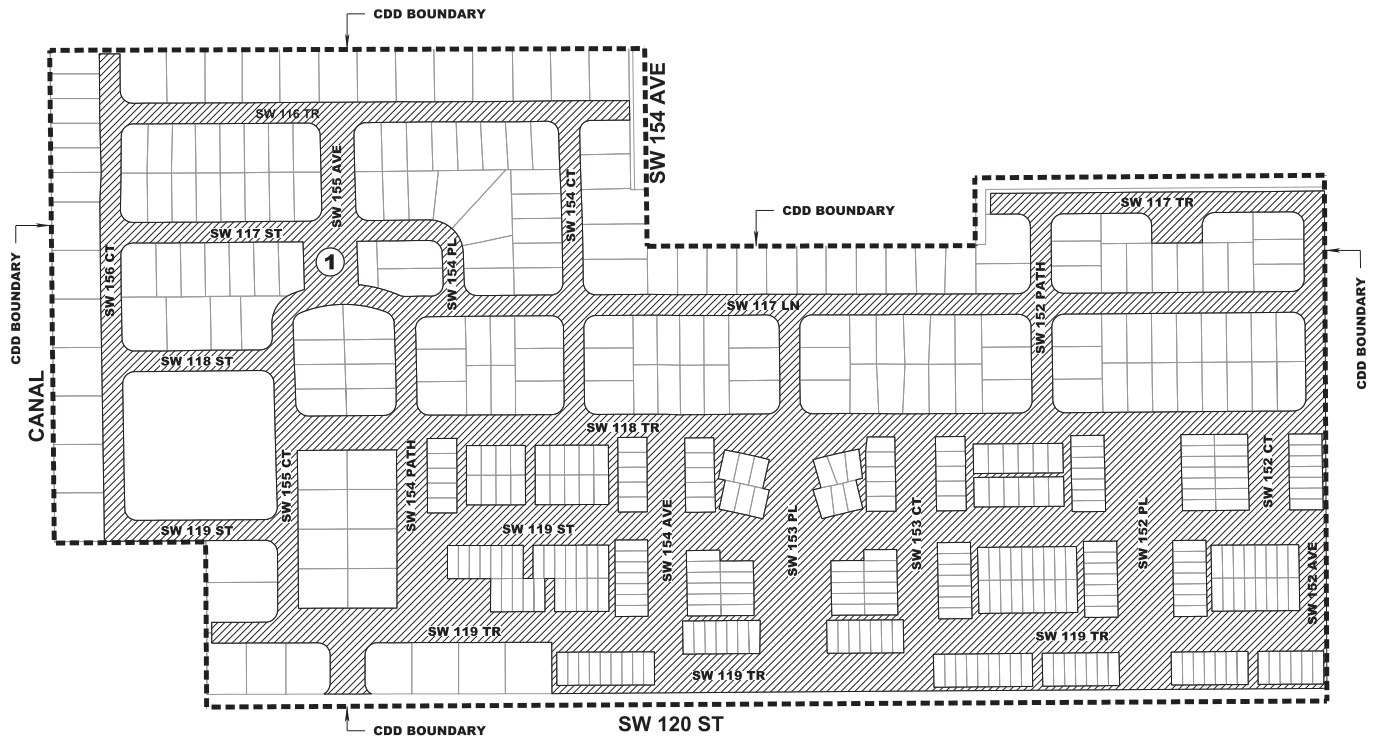 CDD BOUNDARY
SW 154 AVE
SW 116 TR
SW 155 AVE
SW 154 CT
SW 117 TR
CDD BOUNDARY
SW 117 ST
1
SW 156 CT
SW 154 PL
CDD BOUNDARY
SW 152 PATH
CDD BOUNDARY
SW 117 LN
SW 118 ST
CANAL
SW 118 TR
SW 155 CT
SW 154 PATH
SW 119 ST
SW 119 ST
SW 154 AVE
SW 153 PL
SW 153 CT
SW 152 PL
SW 152 CT
SW 152 AVE
SW 119 TR
SW 119 TR
SW 119 TR
CDD BOUNDARY
SW 120 ST